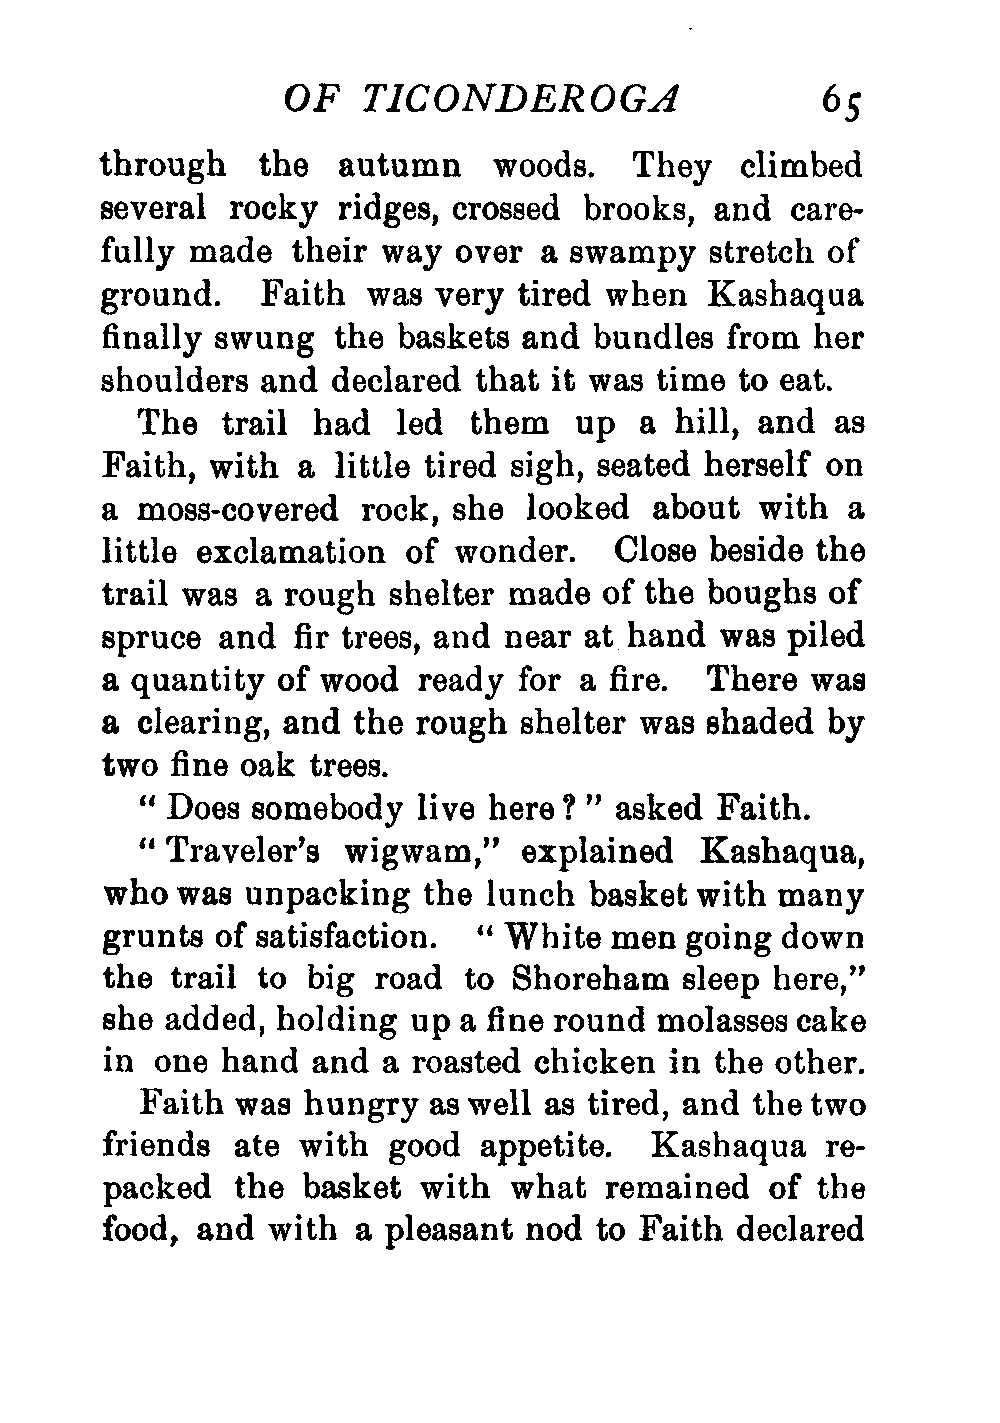 OF TICONDEROGA 65
through the autumn woods. They climbed
several rocky ridges, crossed brooks, and care-
fully made their way over a swampy stretch of
ground. Faith was very tired when Kashaqua
finally swung the baskets and bundles from her
shoulders and declared that it was time to eat.
The trail had led them up a hill, and as
Faith, with a little tired sigh, seated herself on
a moss-covered rock, she looked about with a
little exclamation of wonder. Close beside the
trail was a rough shelter made of the boughs of
spruce and fir trees, and near at hand was piled
a quantity of wood ready for a fire. There was
a clearing, and the rough shelter was shaded by
two fine oak trees.
“ Does somebody live here ? ” asked Faith.
“ Traveler’s wigwam,” explained Kashaqua,
who was unpacking the lunch basket with many
grunts of satisfaction. “ White men going down
the trail to big road to Shoreham sleep here,”
she added, holding up a fine round molasses cake
in one hand and a roasted chicken in the other.
Faith was hungry as well as tired, and the two
friends ate with good appetite. Kashaqua re-
packed the basket with what remained of the
food, and with a pleasant nod to Faith declared